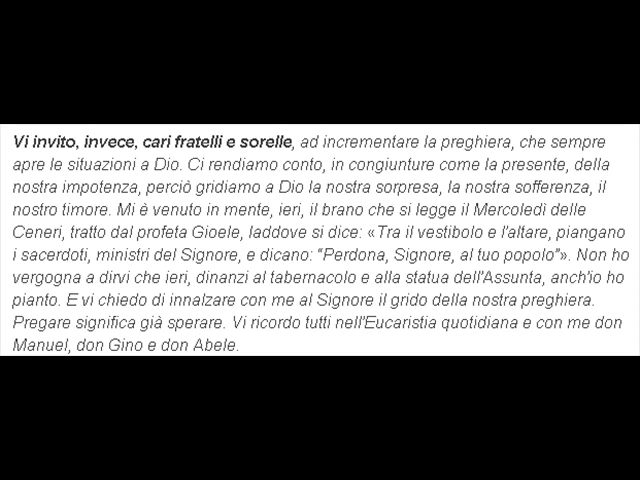 Vi invito, invece, cari fratelli e sorelle, ad incrementare la preghiera, che sempre
apre le situazioni a Dio. Ci rendiamo conto, in congiunture come la presente, della
nostra impotenza, perciò gridiamo a Dio la nostra sorpresa, la nostra sofferenza, il
nostro timore. Mi è venuto in mente, ieri, il brano che si legge il Mercoledì delle
Ceneri, tratto dal profeta Gioele, laddove si dice: «Tra il vestibolo e l'altare, piangano
i sacerdoti, ministri del Signore, e dicano: "Perdona, Signore, al tuo popolo"». Non ho
vergogna a dirvi che ieri, dinanzi al tabernacolo e alla statua dell'Assunta, anch'io ho
pianto. E vi chiedo di innalzare con me al Signore il grido della nostra preghiera.
Pregare significa già sperare. Vi ricordo tutti nell'Eucaristia quotidiana e con me don
Manuel, don Gino e don Abele.